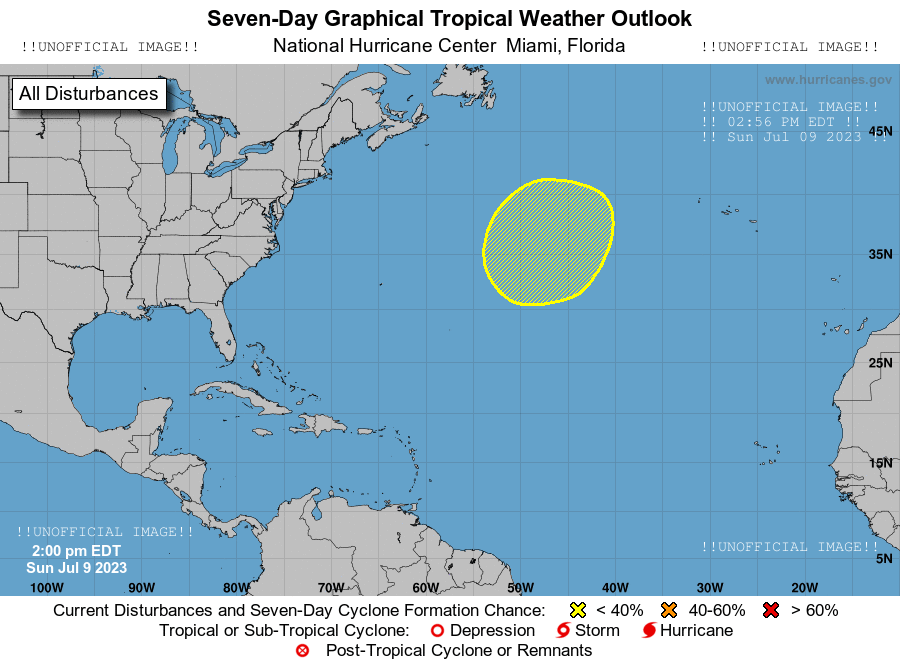 Seven-Day Graphical Tropical Weather Outlook
!!UNOFFICIAL IMAGE!! National Hurricane Center Miami, Florida !!UNOFFICIAL IMAGE!!
www.hurricanes.gov
All Disturbances
!!UNOFFICIAL IMAGE!!
!! 02:56 PM EDT !!
!! Sun Jul 09 2023 !!
45N
35N
25N
15N
!!UNOFFICIAL IMAGE!!
!!UNOFFICIAL IMAGE!!
2:00 pm EDT
5N
Sun Jul 9 2023
100W 90W 80W 70W 60W 50W 40W 30W 20W
Current Disturbances and Seven-Day Cyclone Formation Chance: < 40% 40-60% > 60%
Tropical or Sub-Tropical Cyclone: Depression Storm Hurricane
Post-Tropical Cyclone or Remnants